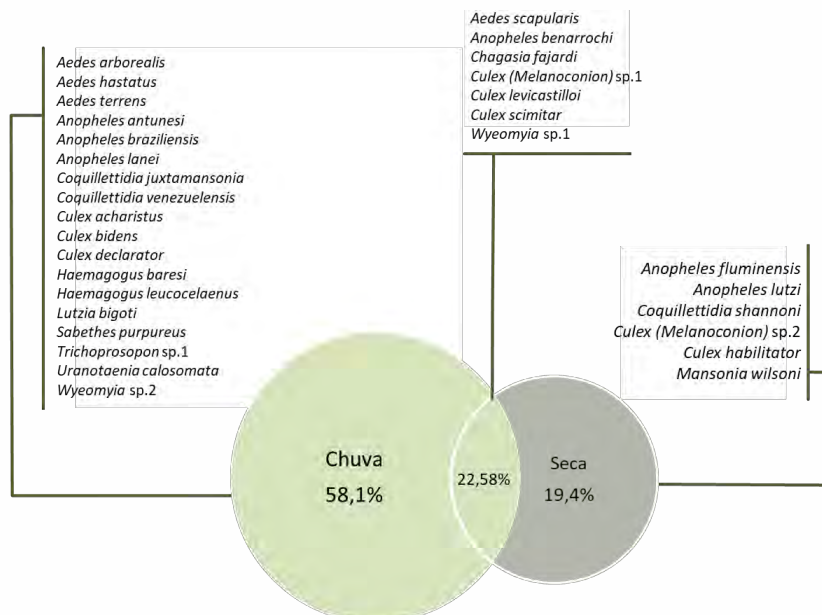 Aedes scapularis
Anopheles benarrochi
Chagasia fajardi
Culex (Melanoconion) sp.1
Culex levicastilloi
Culex scimitar
Wyeomyia sp.1
Aedes arborealis
Aedes hastatus
Aedes terrens
Anopheles antunesi
Anopheles braziliensis
Anopheles lanei
Coquillettidia juxtamansonia
Coquillettidia venezuelensis
Culex acharistus
Culex bidens
Culex declarator
Haemagogus baresi
Haemagogus leucocelaenus
Lutzia bigoti
Sabethes purpureus
Trichoprosopon sp.1
Uranotaenia calosomata
Wyeomyia sp.2
Anopheles fluminensis
Anopheles lutzi
Coquillettidia shannoni
Culex (Melanoconion) sp.2
Culex habilitator
Mansonia wilsoni
Chuva
58,1%
22,58%
Seca
19,4%